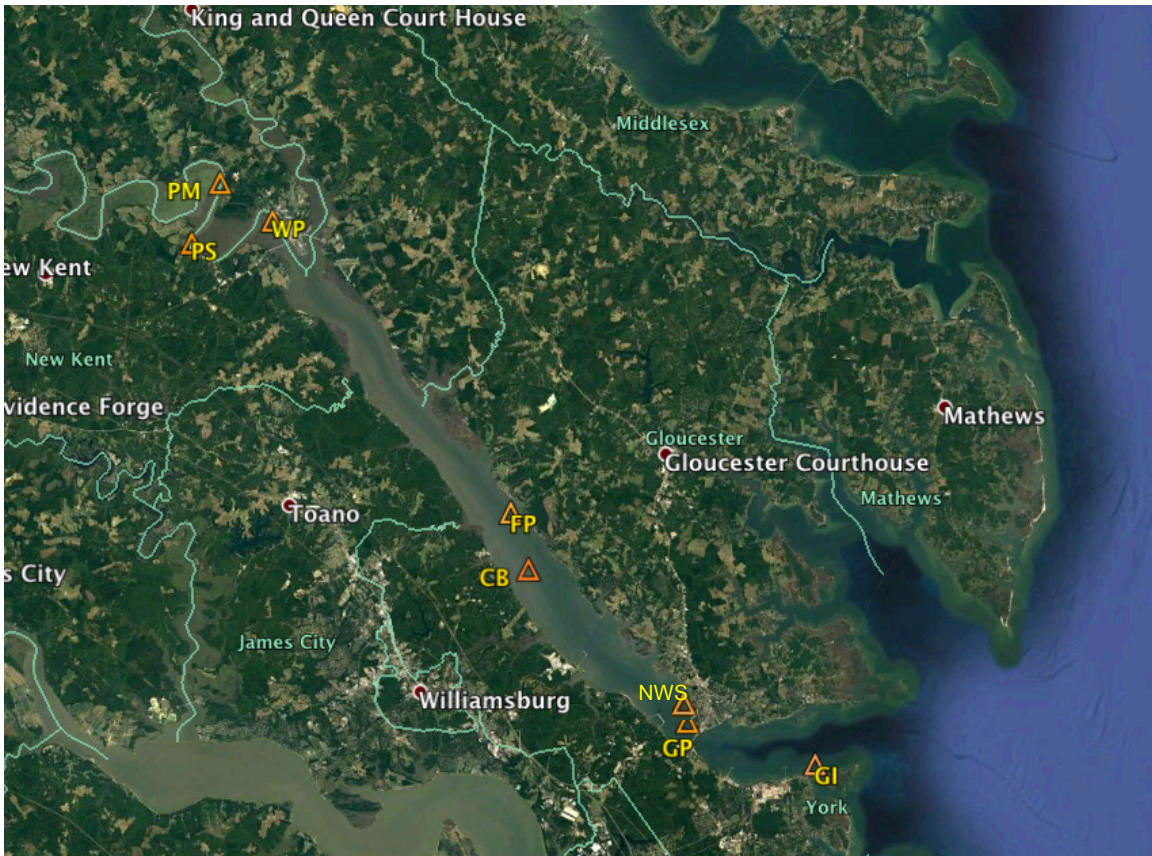 King and Queen Court House
Middlesex
PM
WP
PS
ew Kent
New Kent
vidence Forge
Mathews
Gloucester
Gloucester Courthouse
Mathews
Toano
FP
CB
s City
James City
NWS
Williamsburg
GP
GI
York